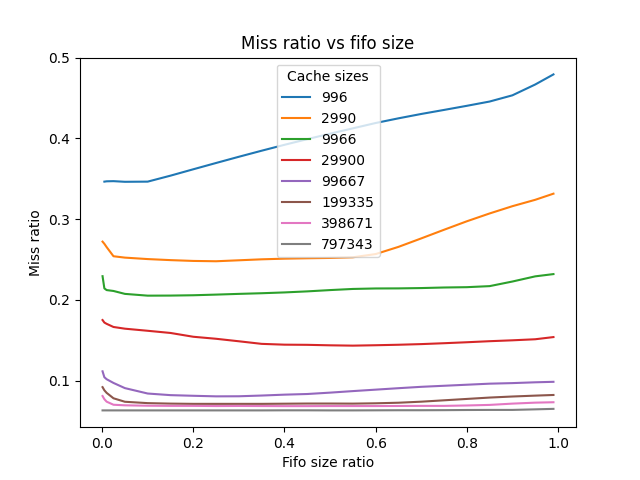 Miss ratio vs fifo size
Cache sizes
996
2990
9966
29900
99667
199335
398671
797343
0.5
0.4
0.3
0.2
0.1
Miss ratio
0.0 0.2 0.4 0.6 0.8 1.0
Fifo size ratio